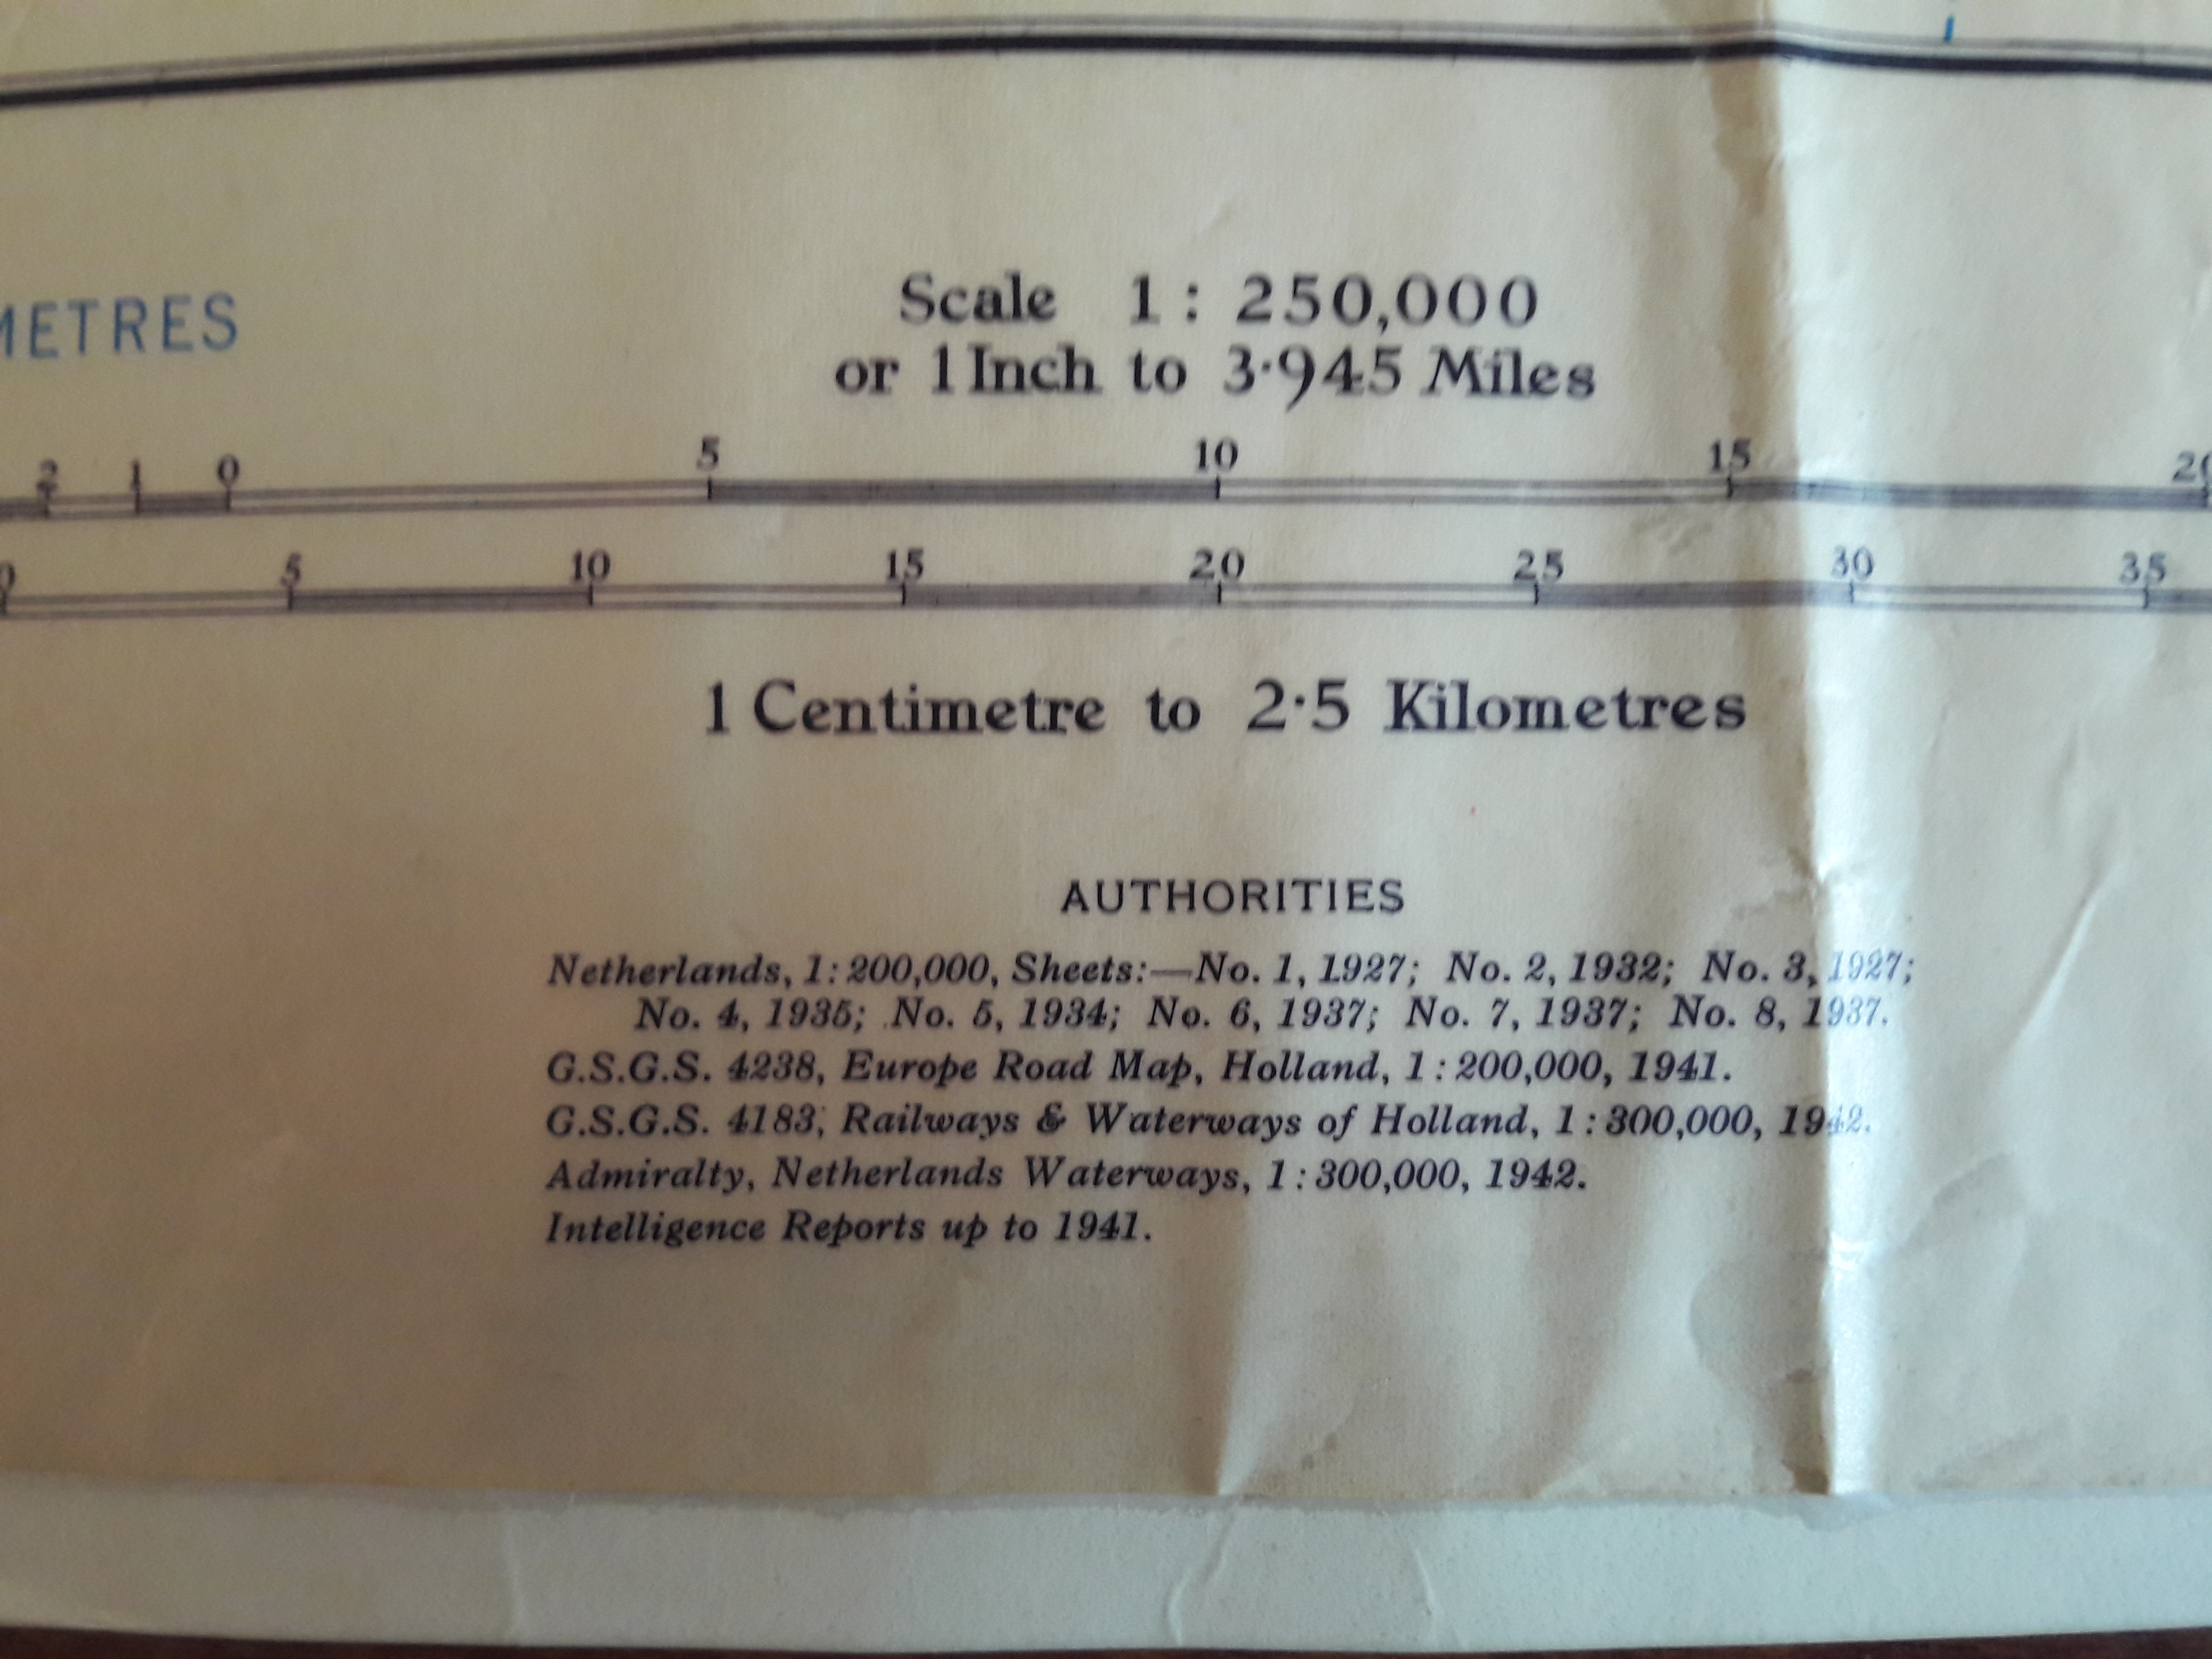 METRES
Scale 1 : 250,000
or 1 Inch to 3·945 Miles
2 1 0 5 10 15 20
0 5 10 15 20 25 30 35
1 Centimetre to 2·5 Kilometres
AUTHORITIES
Netherlands, 1:200,000, Sheets:—No. 1, 1927; No. 2, 1932; No. 3, 1927;
No. 4, 1935; No. 5, 1934; No. 6, 1937; No. 7, 1937; No. 8, 1937.
G.S.G.S. 4238, Europe Road Map, Holland, 1:200,000, 1941.
G.S.G.S. 4183, Railways & Waterways of Holland, 1:300,000, 1942.
Admiralty, Netherlands Waterways, 1:300,000, 1942.
Intelligence Reports up to 1941.